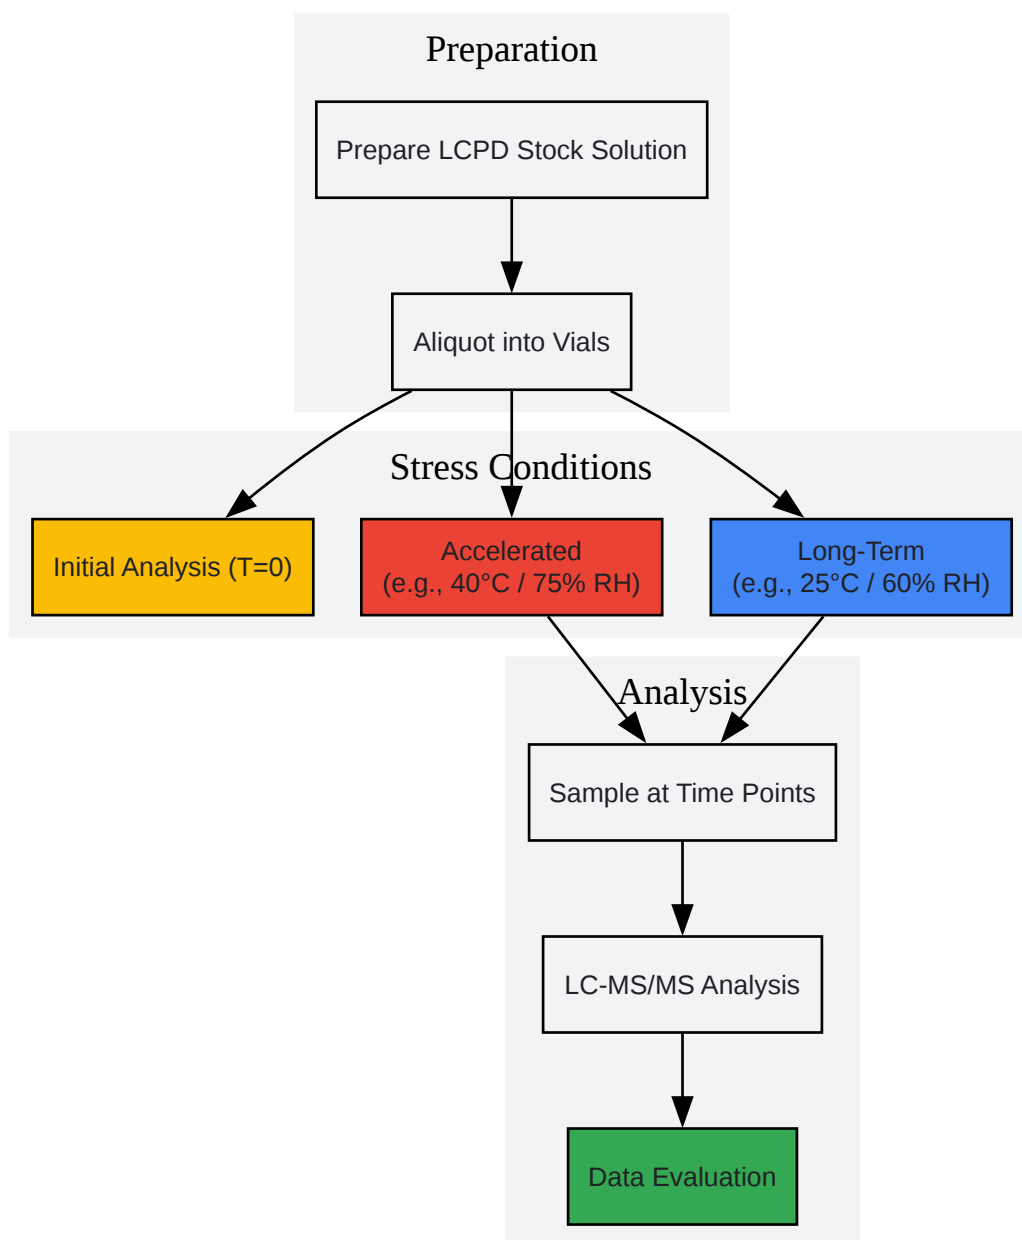 Preparation
Prepare LCPD Stock Solution
Aliquot into Vials
Stress Conditions
Initial Analysis (T=0)
Accelerated
(e.g., 40°C / 75% RH)
Long-Term
(e.g., 25°C / 60% RH)
Analysis
Sample at Time Points
LC-MS/MS Analysis
Data Evaluation